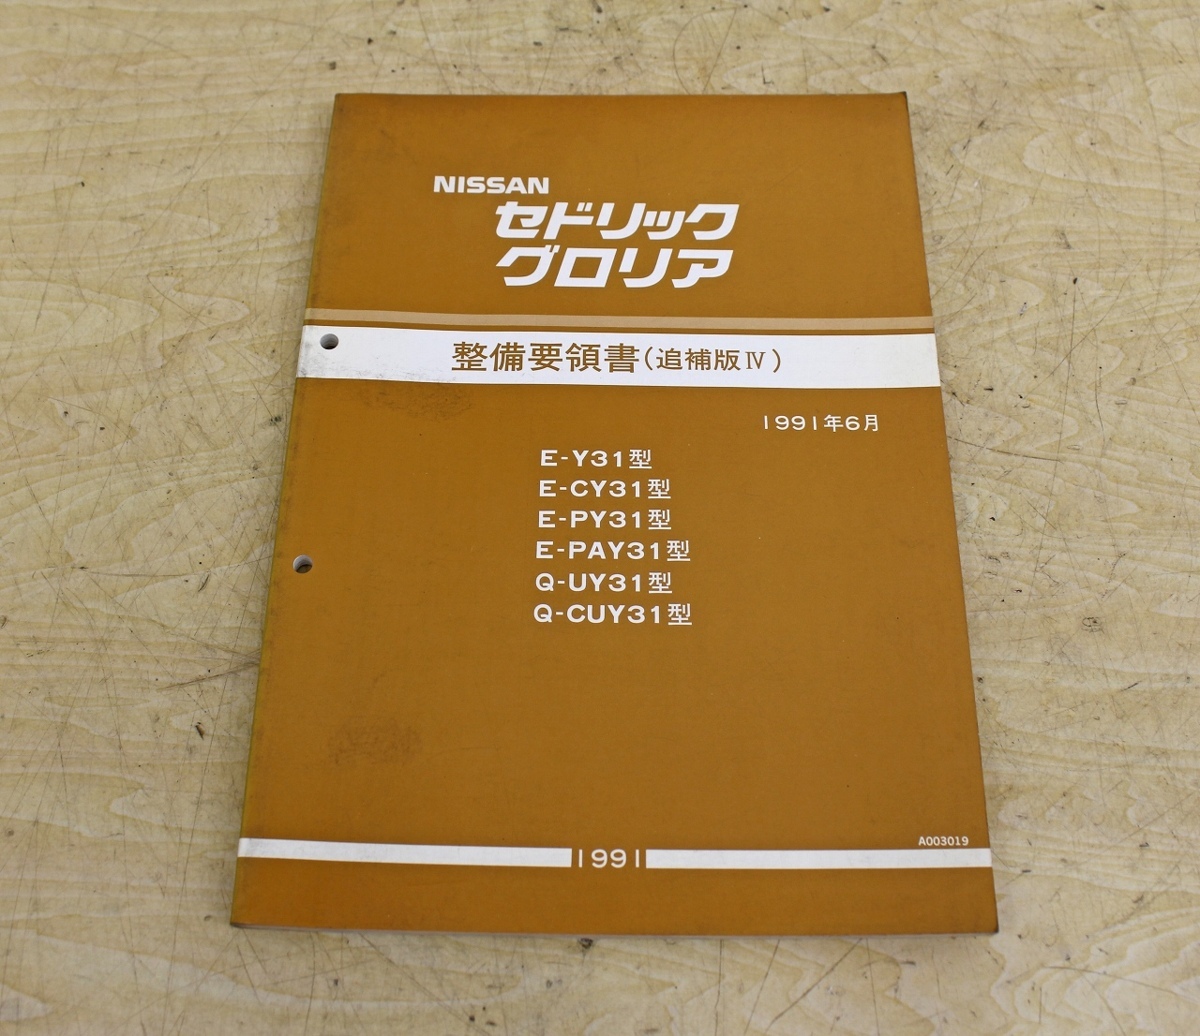 NISSAN
セドリック
グロリア
整備要領書(追補版Ⅳ)
1991年6月
E-Y31型
E-CY31型
E-PY31型
E-PAY31型
Q-UY31型
Q-CUY31型
A003019
1991